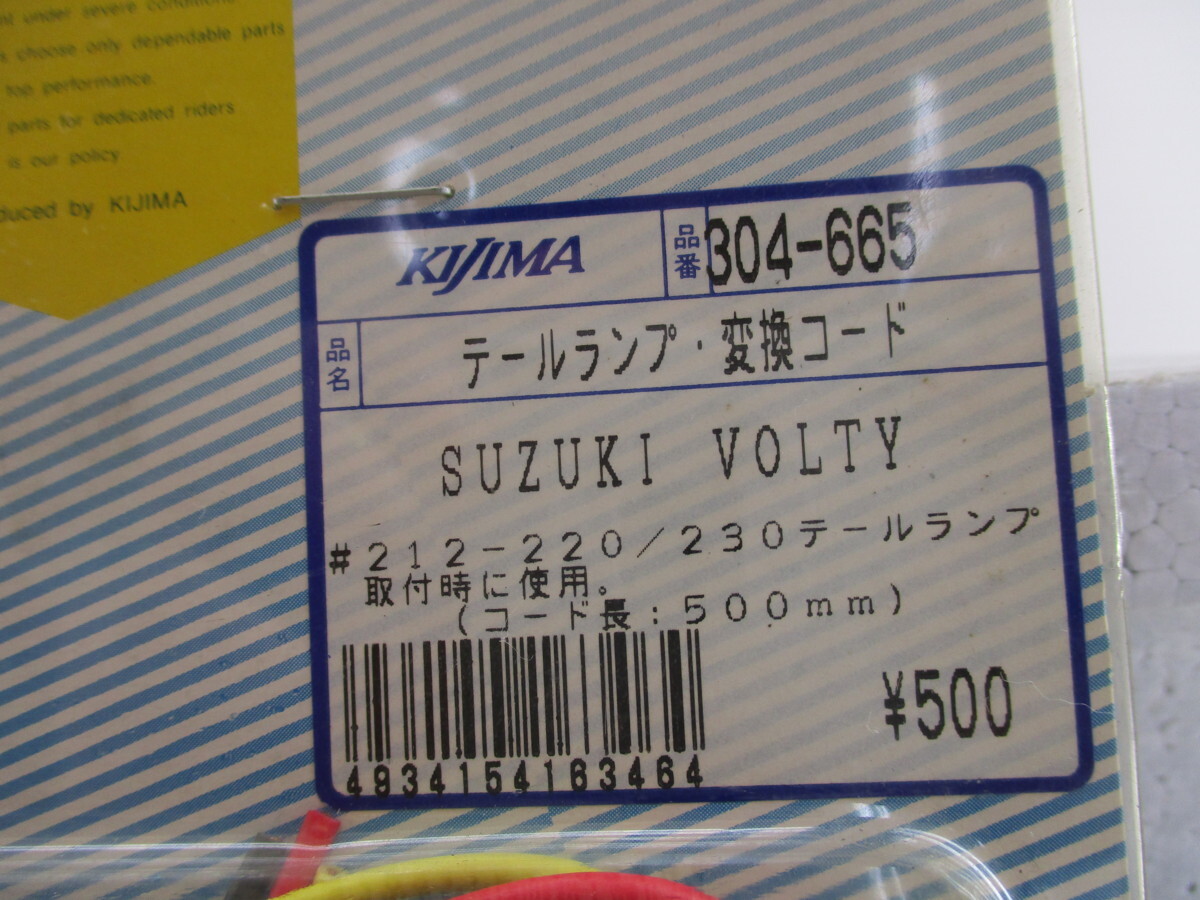 under severe
choose only dependable parts
top performance.
parts for dedicated riders
is our policy
duced by KIJIMA
KIJIMA 品番 304-665
品名 テールランプ・変換コード
SUZUKI VOLTY
#212-220/230テールランプ
取付時に使用。
(コード長:500mm)
¥500
4934154163464